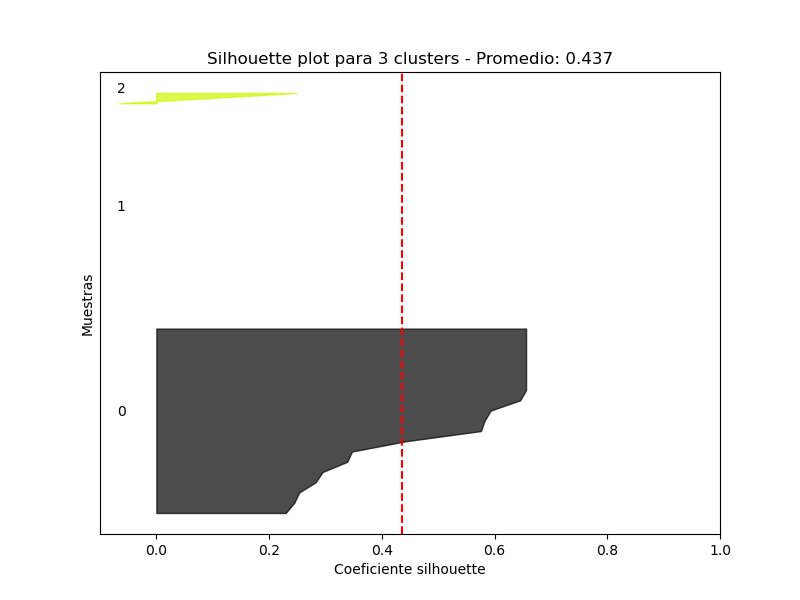 Silhouette plot para 3 clusters - Promedio: 0.437
2
1
0
Muestras
0.0 0.2 0.4 0.6 0.8 1.0
Coeficiente silhouette